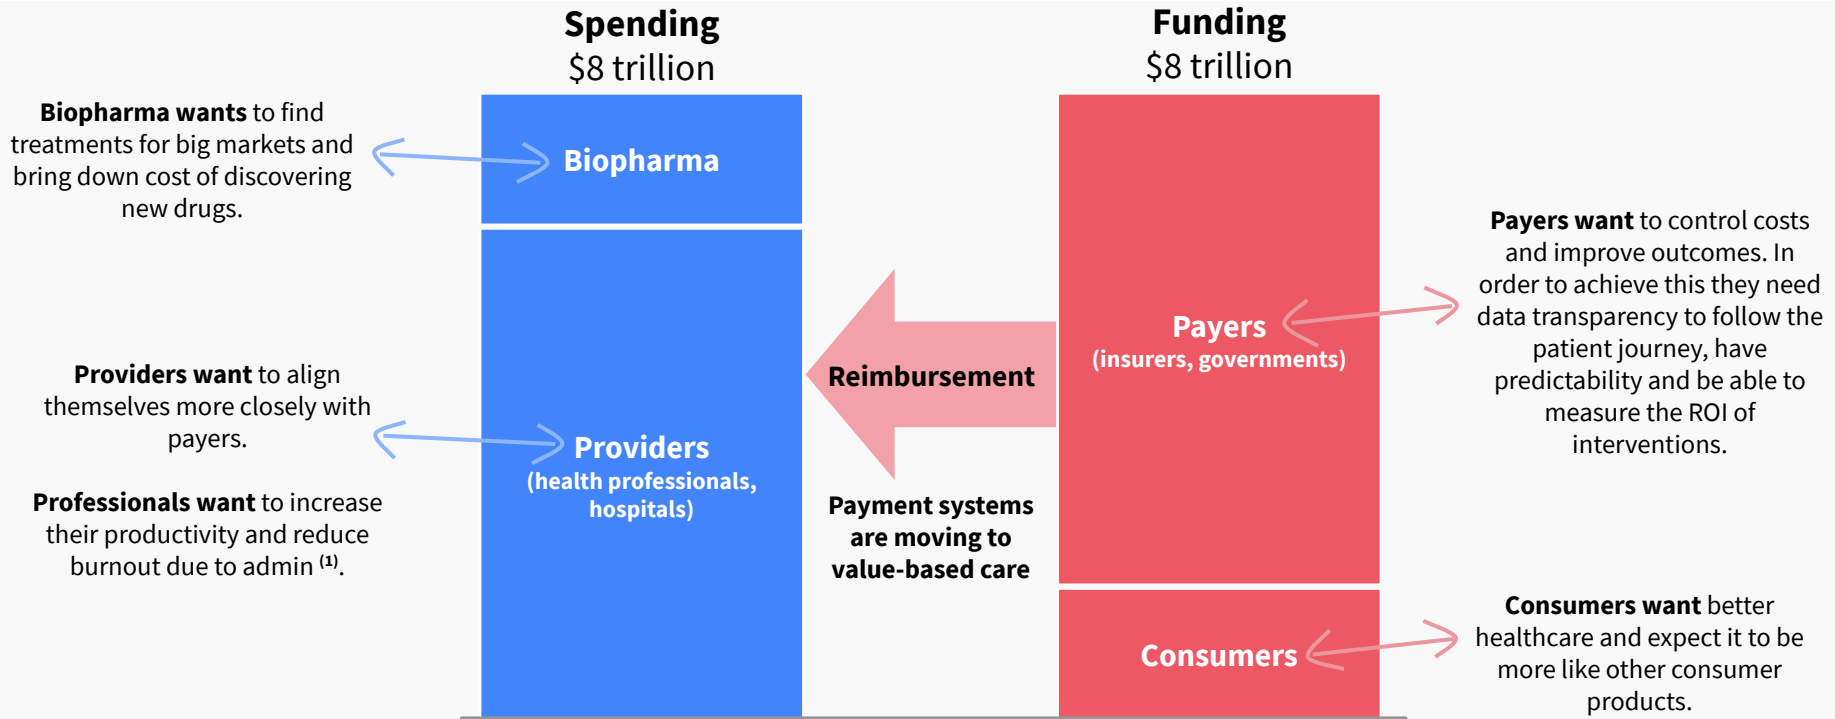 Spending
$8 trillion
Funding
$8 trillion
Biopharma wants to find
treatments for big markets and
bring down cost of discovering
new drugs.
Biopharma
Providers want to align
themselves more closely with
payers.
Professionals want to increase
their productivity and reduce
burnout due to admin (1).
Providers
(health professionals,
hospitals)
Reimbursement
Payment systems
are moving to
value-based care
Payers
(insurers, governments)
Payers want to control costs
and improve outcomes. In
order to achieve this they need
data transparency to follow the
patient journey, have
predictability and be able to
measure the ROI of
interventions.
Consumers
Consumers want better
healthcare and expect it to be
more like other consumer
products.